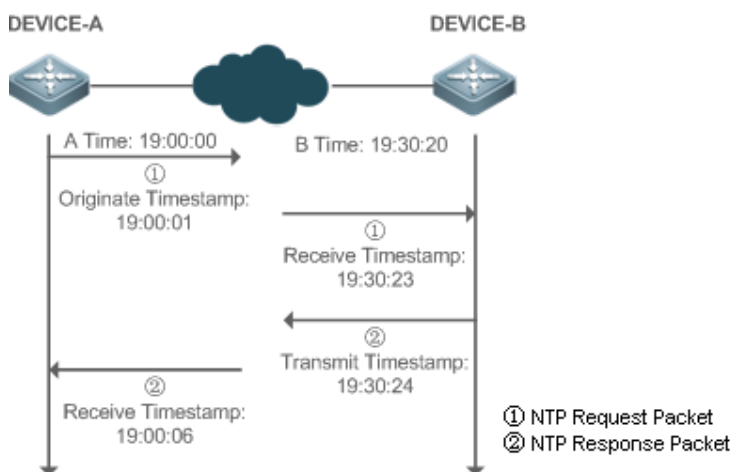 DEVICE-A
DEVICE-B
A Time: 19:00:00
B Time: 19:30:20
①
Originate Timestamp:
19:00:01
①
Receive Timestamp:
19:30:23
②
Transmit Timestamp:
19:30:24
②
Receive Timestamp:
19:00:06
① NTP Request Packet
② NTP Response Packet